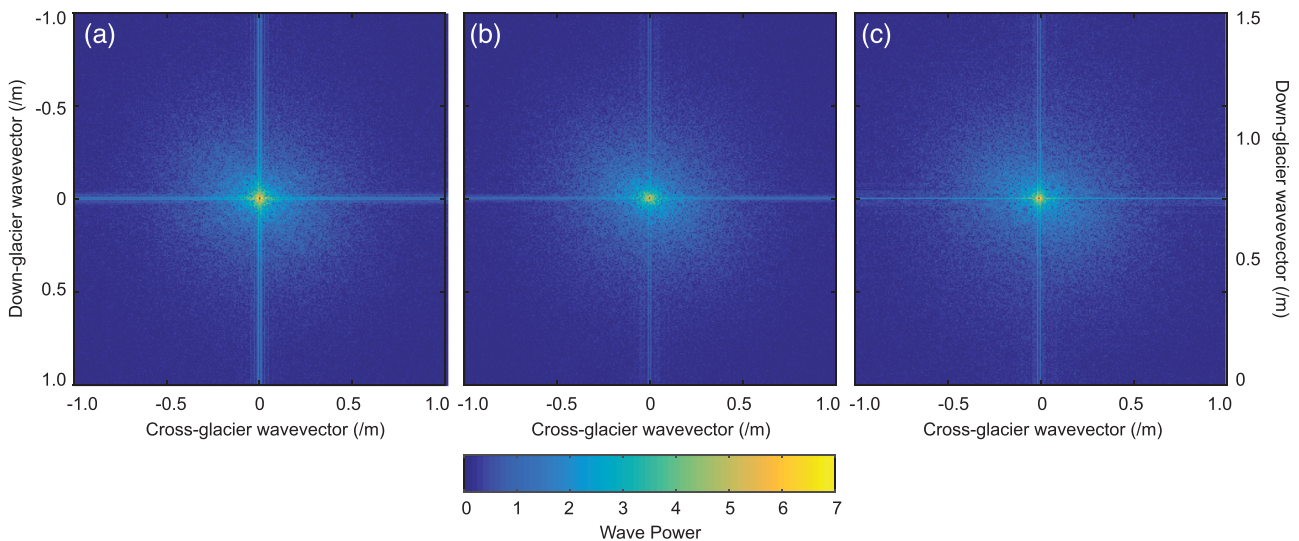 (a)
(b)
(c)
-1.0
-0.5
0
0.5
1.0
Down-glacier wavevector (/m)
1.5
1.0
0.5
0
Down-glacier wavevector (/m)
-1.0 -0.5 0 0.5 1.0
-1.0 -0.5 0 0.5 1.0
-1.0 -0.5 0 0.5 1.0
Cross-glacier wavevector (/m)
Cross-glacier wavevector (/m)
Cross-glacier wavevector (/m)
0 1 2 3 4 5 6 7
Wave Power